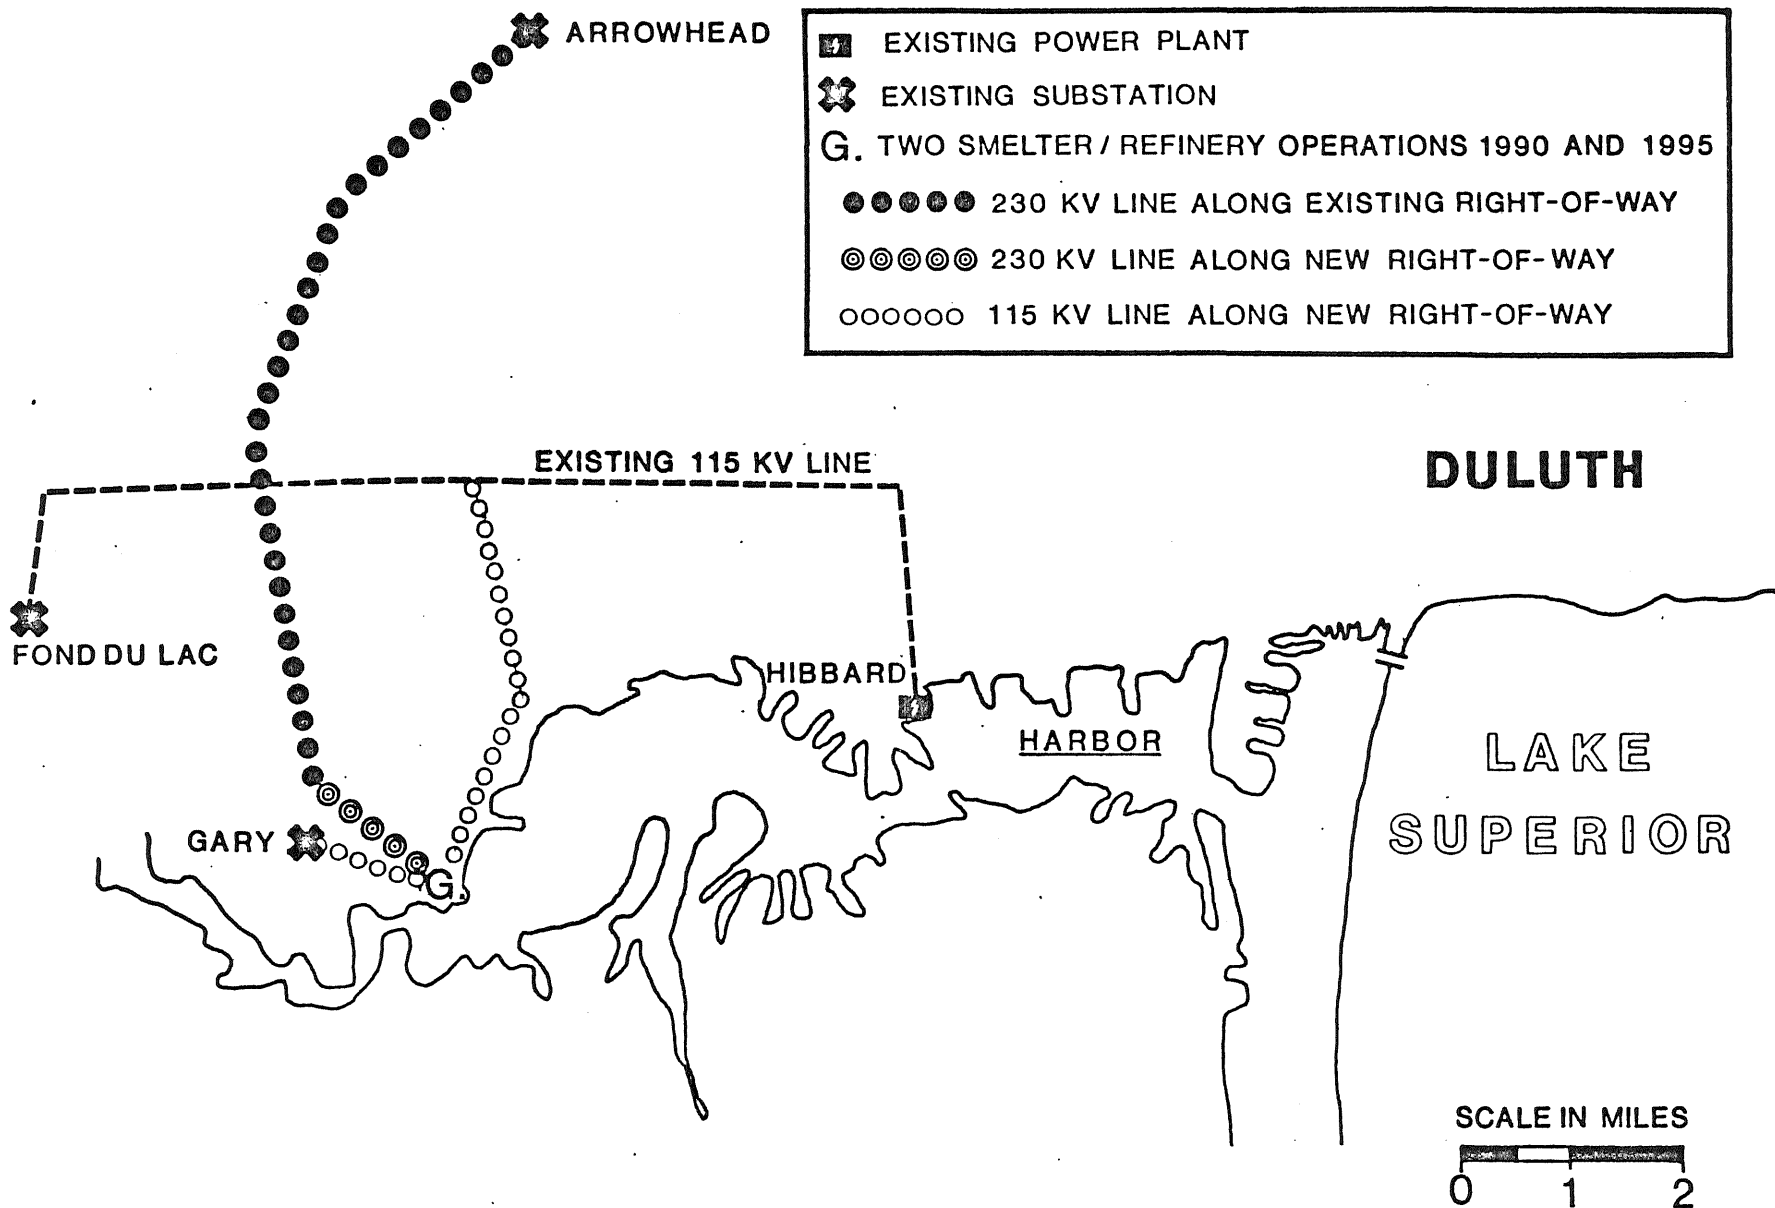 ARROWHEAD
EXISTING POWER PLANT
EXISTING SUBSTATION
G. TWO SMELTER / REFINERY OPERATIONS 1990 AND 1995
230 KV LINE ALONG EXISTING RIGHT-OF-WAY
230 KV LINE ALONG NEW RIGHT-OF-WAY
115 KV LINE ALONG NEW RIGHT-OF-WAY
EXISTING 115 KV LINE
DULUTH
FOND DU LAC
HIBBARD
HARBOR
LAKE
SUPERIOR
GARY
G.
SCALE IN MILES
0 1 2